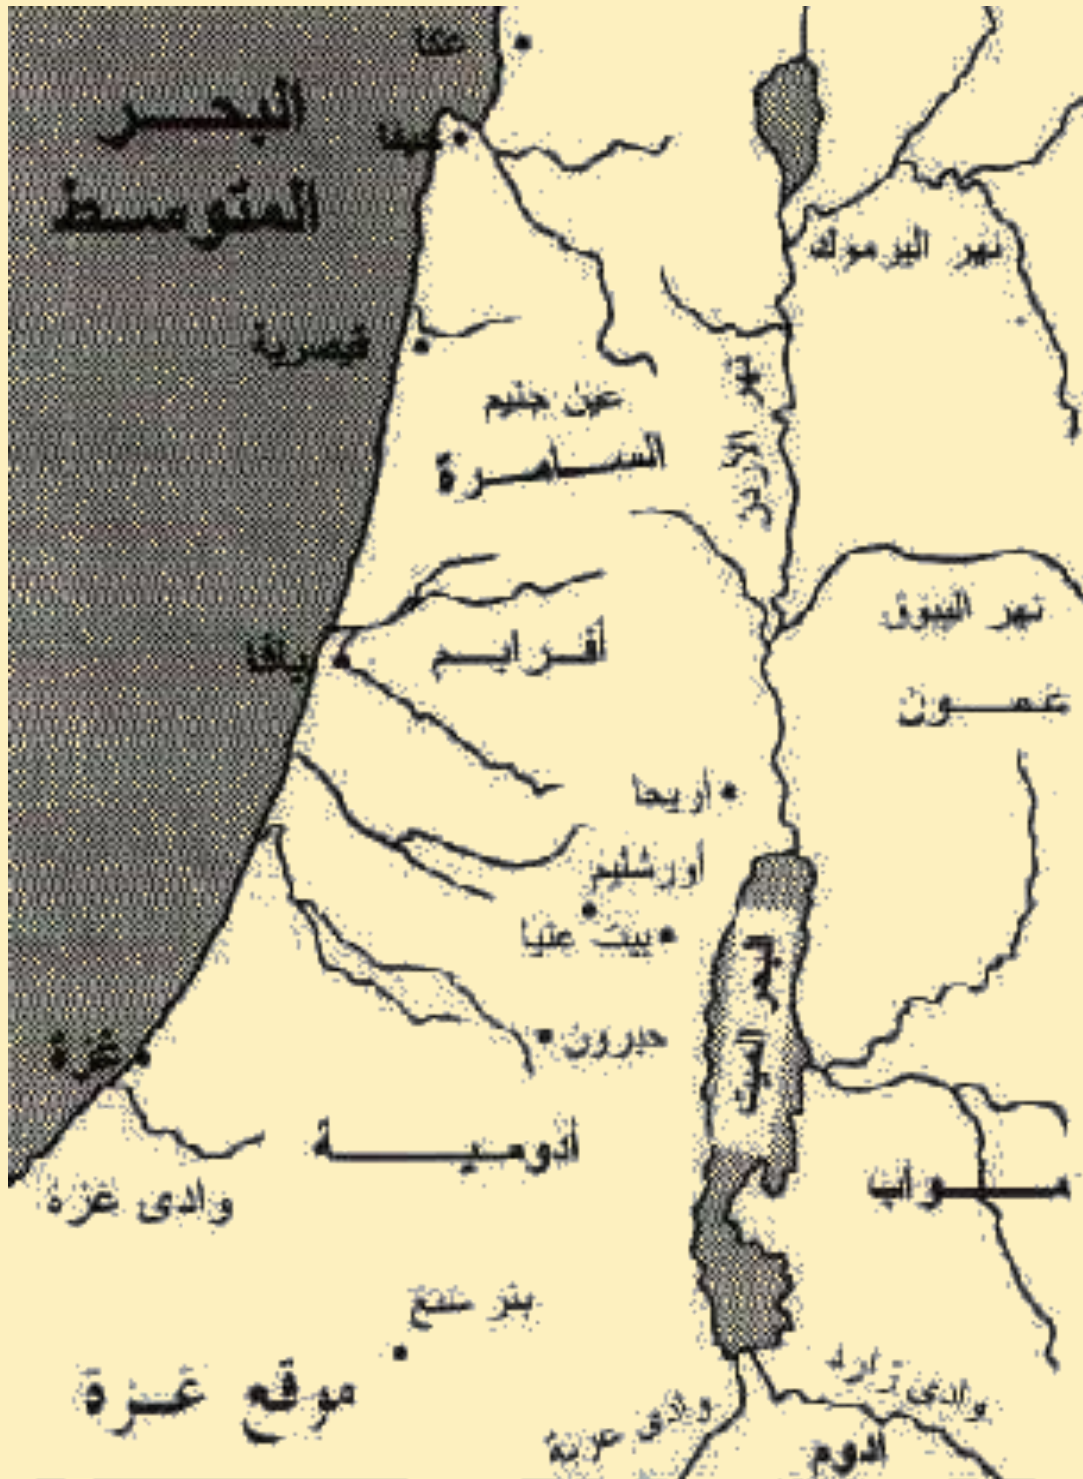 عكا
البحر
المتوسط
حيفا
نهر اليرموك
قيصرية
نهر الأردن
عين جنيم
السامرة
نهر اليبوق
أفرايم
يافا
عمون
أريحا
أورشليم
بيت عنيا
البحر الميت
حبرون
غزة
أدومية
مواب
وادى غزة
بئر سبع
موقع غزة
وادى زارد
وادى عربة
أدوم